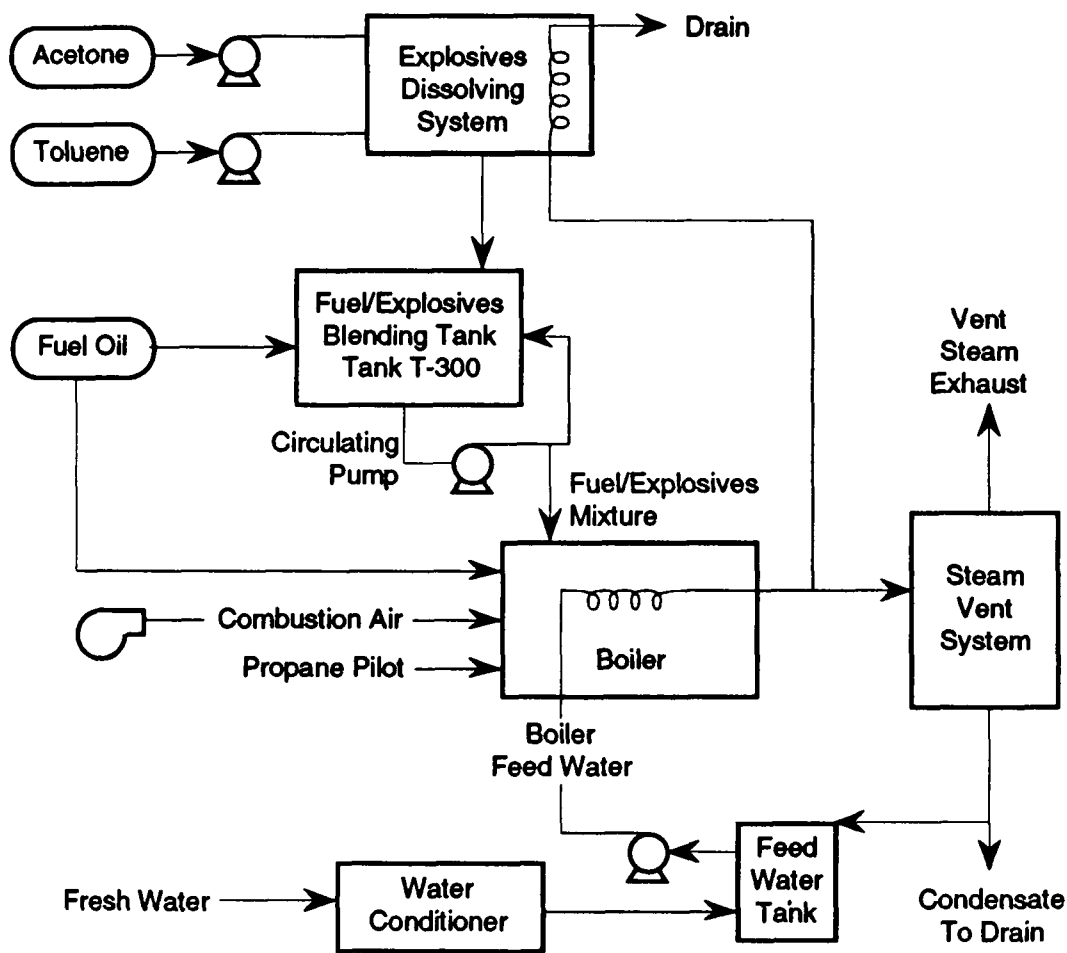 Acetone
Toluene
Explosives
Dissolving
System
Drain
Fuel Oil
Fuel/Explosives
Blending Tank
Tank T-300
Circulating
Pump
Fuel/Explosives
Mixture
Vent
Steam
Exhaust
Combustion Air
Propane Pilot
Boiler
Steam
Vent
System
Boiler
Feed Water
Fresh Water
Water
Conditioner
Feed
Water
Tank
Condensate
To Drain